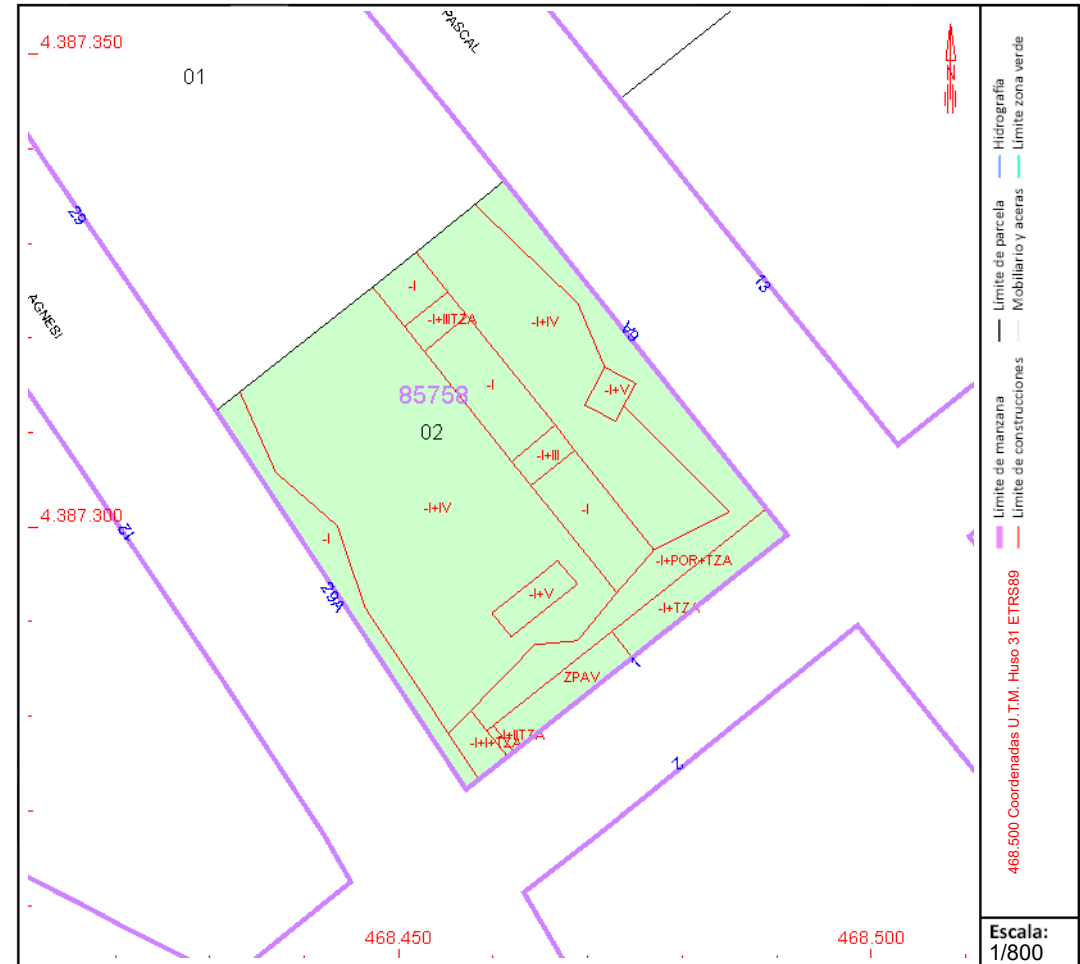 4.387.350
01
PASCAL
N
29
AGNESI
13
-I
-I+IIITZA
-I+IV
6A
-I
-I+V
85758
02
-I+III
-I+IV
-I
4.387.300
12
-I
29A
-I+POR+TZA
-I+V
-I+TZA
1
ZPAV
-I+IITZA
-I+I+TZA
2
468.450
468.500
Hidrografía
Límite zona verde
Límite de parcela
Mobiliario y aceras
Límite de manzana
Límite de construcciones
468.500 Coordenadas U.T.M. Huso 31 ETRS89
Escala:
1/800